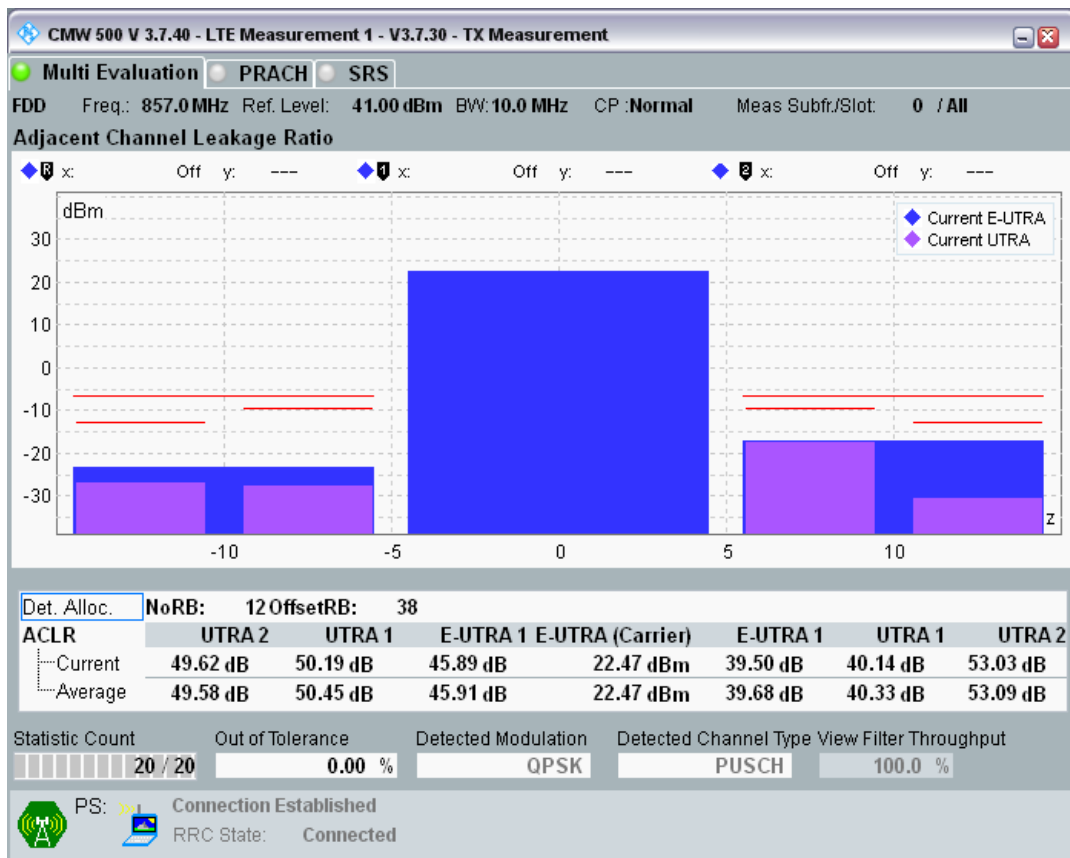 CMW 500 V 3.7.40 - LTE Measurement 1 - V3.7.30 - TX Measurement
Multi Evaluation PRACH SRS
FDD Freq.: 857.0 MHz Ref. Level: 41.00 dBm BW: 10.0 MHz CP :Normal Meas Subfr./Slot: 0 / All
Adjacent Channel Leakage Ratio
R x: Off y: --- 1 x: Off y: --- 2 x: Off y: ---
dBm
Current E-UTRA
Current UTRA
30
20
10
0
-10
-20
-30
z
-10 -5 0 5 10
Det. Alloc. NoRB: 12 OffsetRB: 38
ACLR UTRA 2 UTRA 1 E-UTRA 1 E-UTRA (Carrier) E-UTRA 1 UTRA 1 UTRA 2
Current 49.62 dB 50.19 dB 45.89 dB 22.47 dBm 39.50 dB 40.14 dB 53.03 dB
Average 49.58 dB 50.45 dB 45.91 dB 22.47 dBm 39.68 dB 40.33 dB 53.09 dB
Statistic Count Out of Tolerance Detected Modulation Detected Channel Type View Filter Throughput
20 / 20 0.00 % QPSK PUSCH 100.0 %
PS: Connection Established
RRC State: Connected